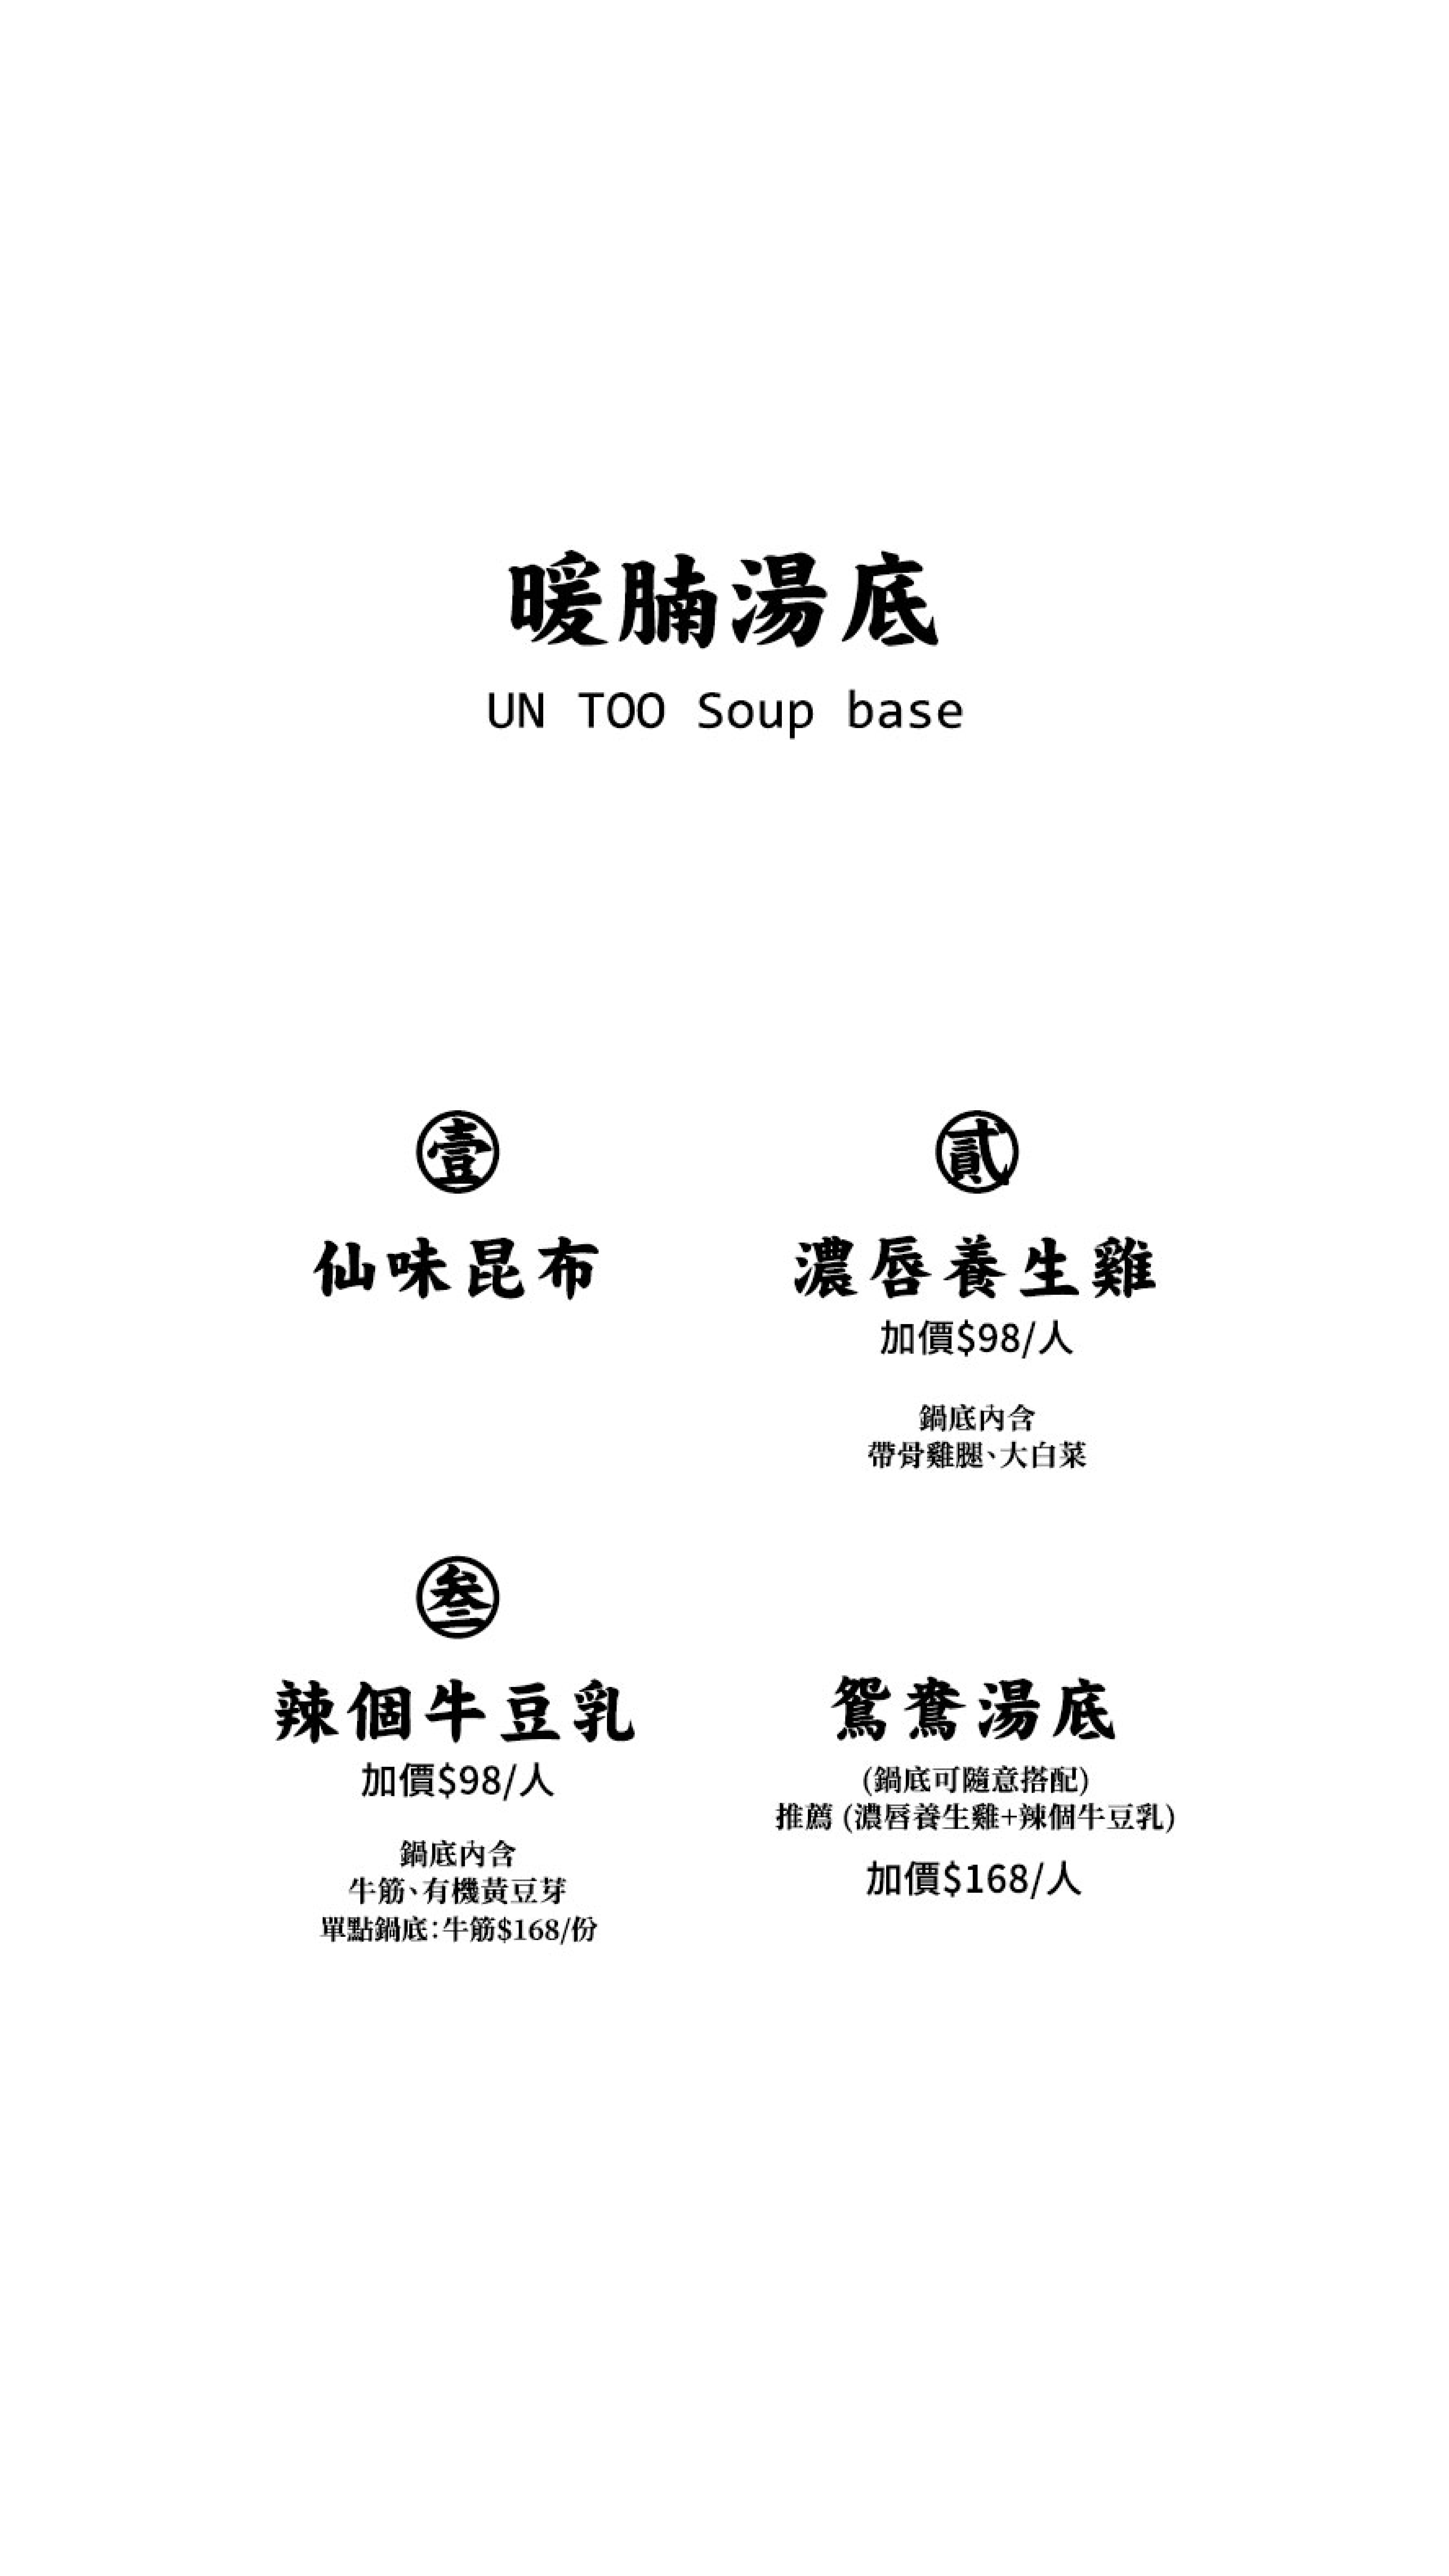 暖腩湯底
UN TOO Soup base
壹
仙味昆布
貳
濃唇養生雞
加價$98/人
鍋底內含
帶骨雞腿、大白菜
叁
辣個牛豆乳
加價$98/人
鍋底內含
牛筋、有機黃豆芽
單點鍋底：牛筋$168/份
鴛鴦湯底
(鍋底可隨意搭配)
推薦 (濃唇養生雞+辣個牛豆乳)
加價$168/人